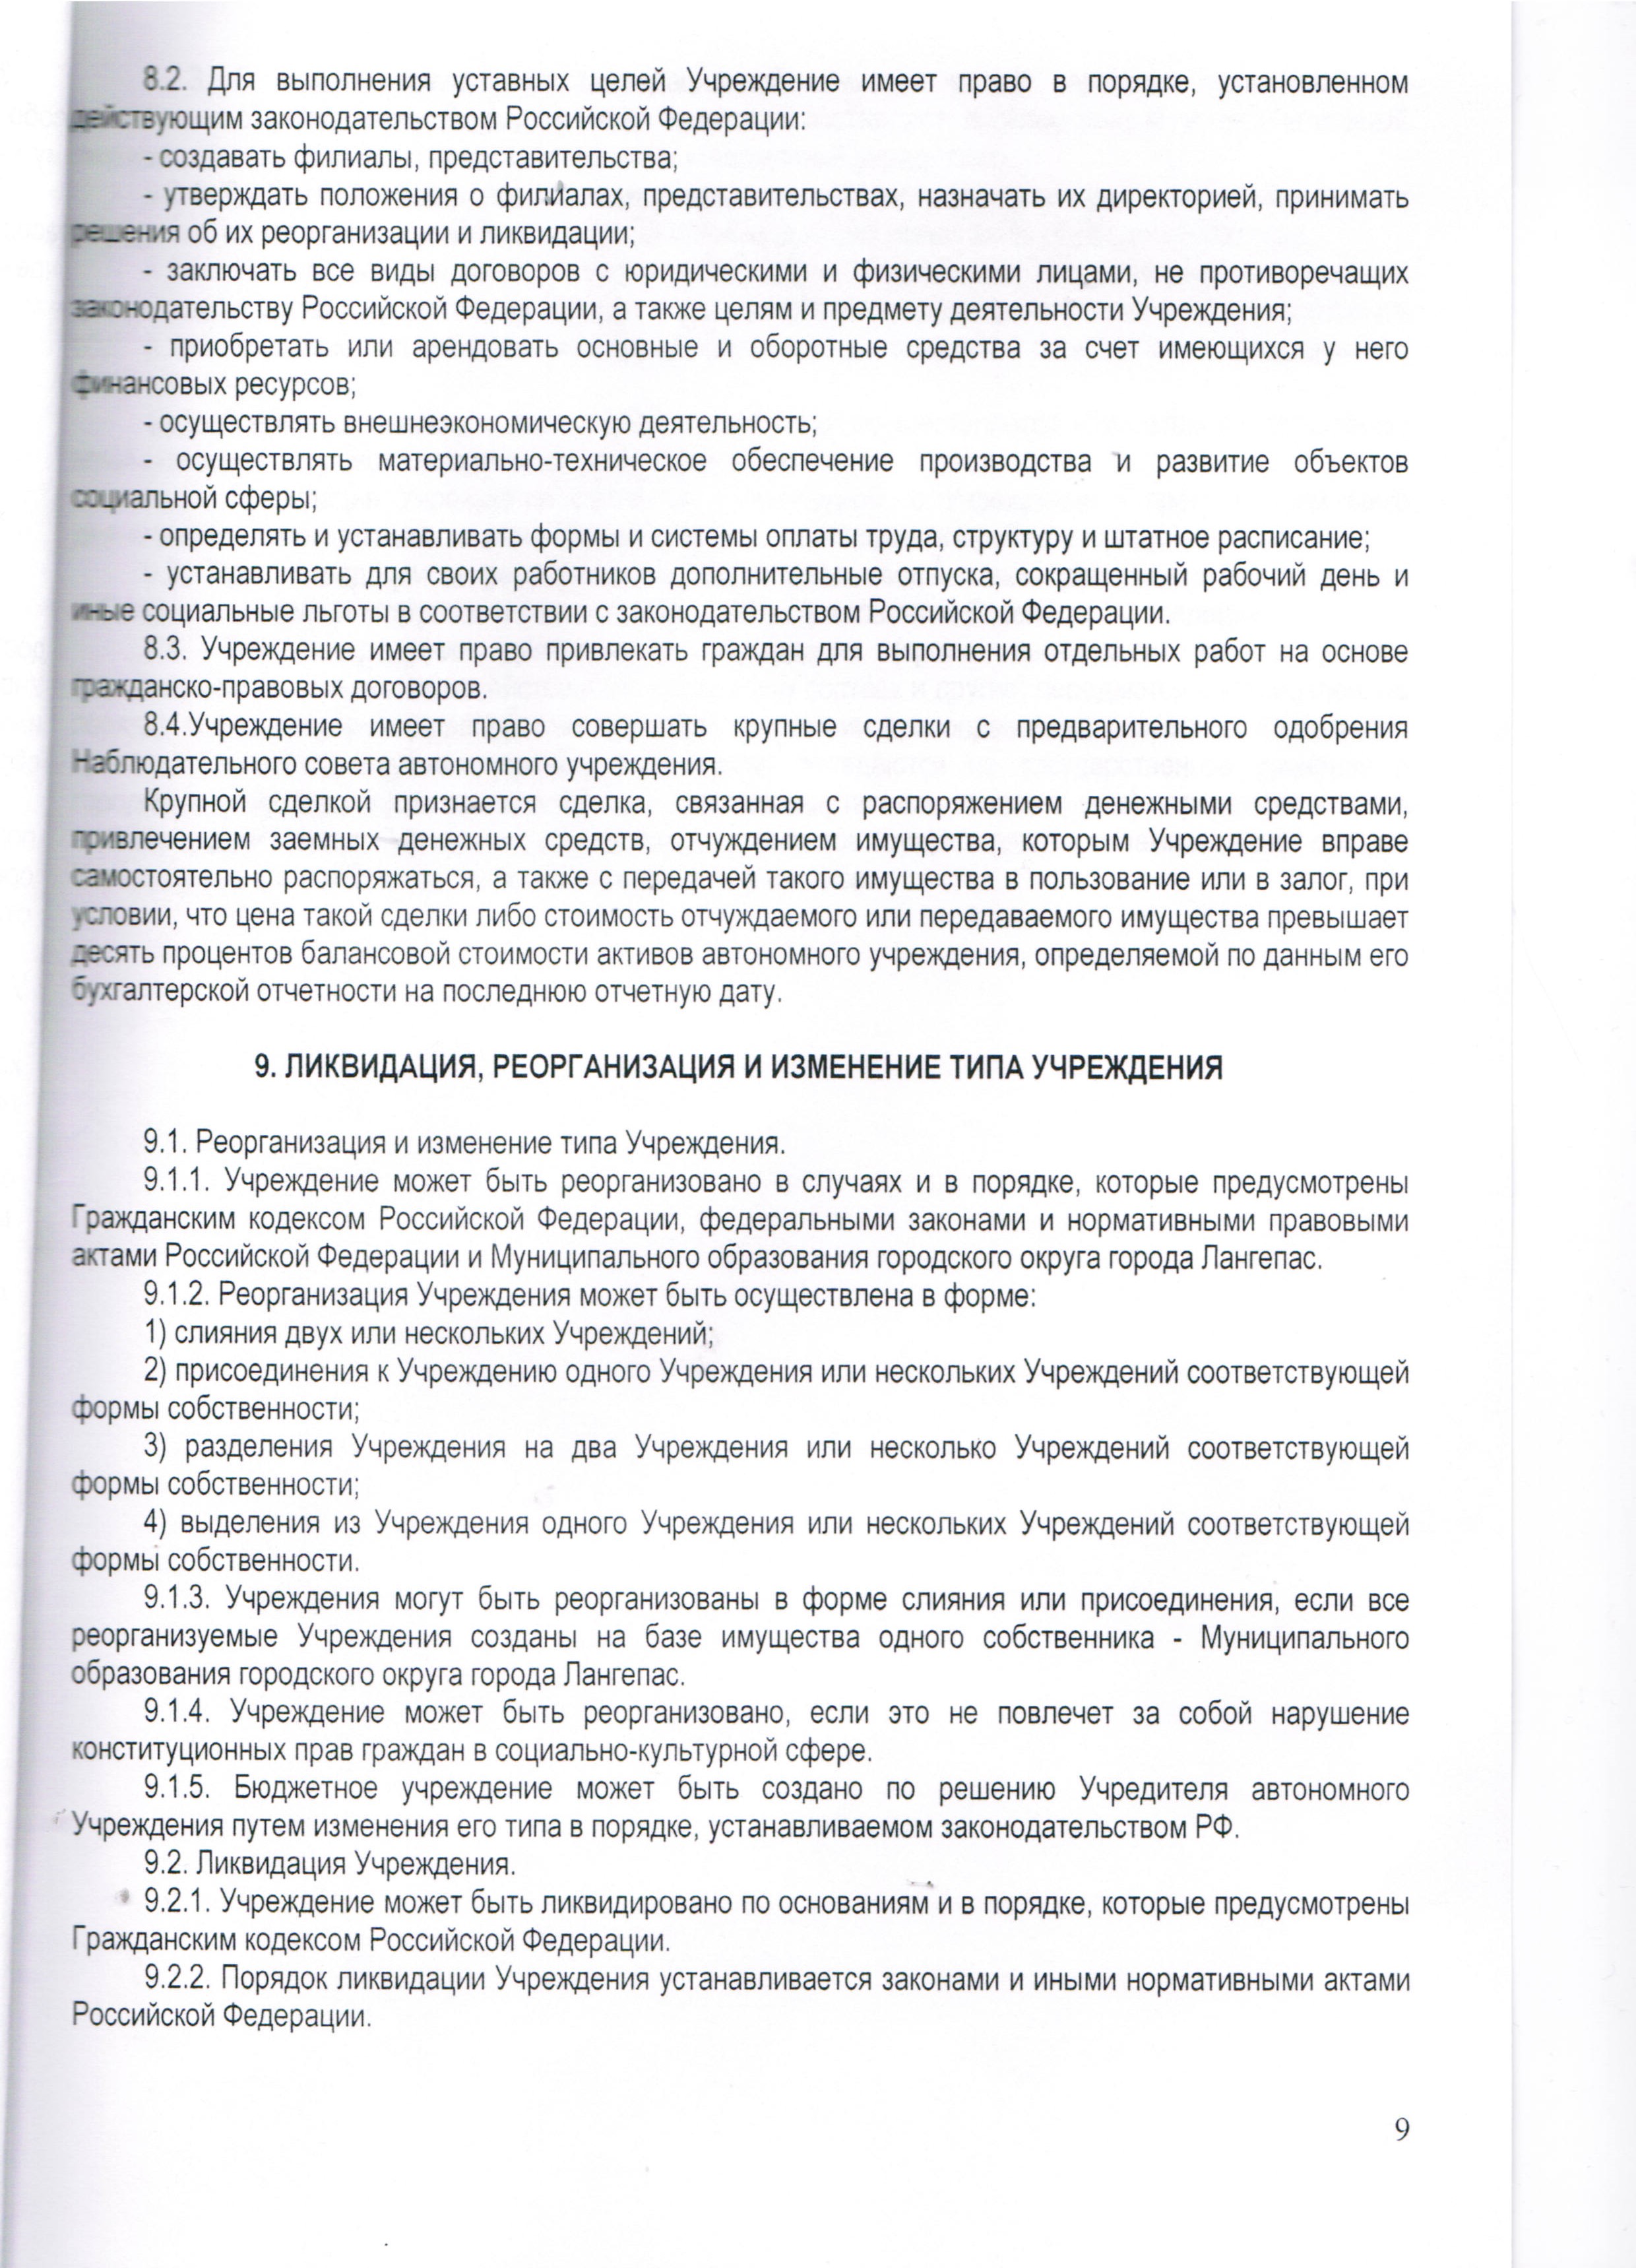 8.2. Для выполнения уставных целей Учреждение имеет право в порядке, установленном
действующим законодательством Российской Федерации:
- создавать филиалы, представительства;
- утверждать положения о филиалах, представительствах, назначать их директорией, принимать
решения об их реорганизации и ликвидации;
- заключать все виды договоров с юридическими и физическими лицами, не противоречащих
законодательству Российской Федерации, а также целям и предмету деятельности Учреждения;
- приобретать или арендовать основные и оборотные средства за счет имеющихся у него
финансовых ресурсов;
- осуществлять внешнеэкономическую деятельность;
- осуществлять материально-техническое обеспечение производства и развитие объектов
социальной сферы;
- определять и устанавливать формы и системы оплаты труда, структуру и штатное расписание;
- устанавливать для своих работников дополнительные отпуска, сокращенный рабочий день и
иные социальные льготы в соответствии с законодательством Российской Федерации.
8.3. Учреждение имеет право привлекать граждан для выполнения отдельных работ на основе
гражданско-правовых договоров.
8.4.Учреждение имеет право совершать крупные сделки с предварительного одобрения
Наблюдательного совета автономного учреждения.
Крупной сделкой признается сделка, связанная с распоряжением денежными средствами,
привлечением заемных денежных средств, отчуждением имущества, которым Учреждение вправе
самостоятельно распоряжаться, а также с передачей такого имущества в пользование или в залог, при
условии, что цена такой сделки либо стоимость отчуждаемого или передаваемого имущества превышает
десять процентов балансовой стоимости активов автономного учреждения, определяемой по данным его
бухгалтерской отчетности на последнюю отчетную дату.
9. ЛИКВИДАЦИЯ, РЕОРГАНИЗАЦИЯ И ИЗМЕНЕНИЕ ТИПА УЧРЕЖДЕНИЯ
9.1. Реорганизация и изменение типа Учреждения.
9.1.1. Учреждение может быть реорганизовано в случаях и в порядке, которые предусмотрены
Гражданским кодексом Российской Федерации, федеральными законами и нормативными правовыми
актами Российской Федерации и Муниципального образования городского округа города Лангепас.
9.1.2. Реорганизация Учреждения может быть осуществлена в форме:
1) слияния двух или нескольких Учреждений;
2) присоединения к Учреждению одного Учреждения или нескольких Учреждений соответствующей
формы собственности;
3) разделения Учреждения на два Учреждения или несколько Учреждений соответствующей
формы собственности;
4) выделения из Учреждения одного Учреждения или нескольких Учреждений соответствующей
формы собственности.
9.1.3. Учреждения могут быть реорганизованы в форме слияния или присоединения, если все
реорганизуемые Учреждения созданы на базе имущества одного собственника - Муниципального
образования городского округа города Лангепас.
9.1.4. Учреждение может быть реорганизовано, если это не повлечет за собой нарушение
конституционных прав граждан в социально-культурной сфере.
9.1.5. Бюджетное учреждение может быть создано по решению Учредителя автономного
Учреждения путем изменения его типа в порядке, устанавливаемом законодательством РФ.
9.2. Ликвидация Учреждения.
9.2.1. Учреждение может быть ликвидировано по основаниям и в порядке, которые предусмотрены
Гражданским кодексом Российской Федерации.
9.2.2. Порядок ликвидации Учреждения устанавливается законами и иными нормативными актами
Российской Федерации.
9